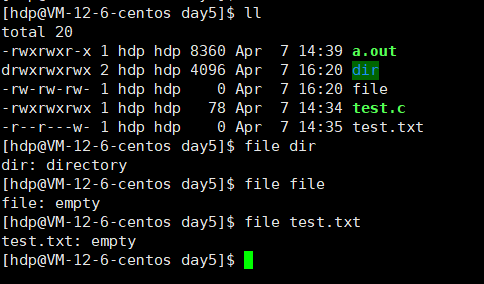 [hdp@VM-12-6-centos day5]$ ll
total 20
-rwxrwxr-x 1 hdp hdp 8360 Apr  7 14:39 a.out
drwxrwxrwx 2 hdp hdp 4096 Apr  7 16:20 dir
-rw-rw-rw- 1 hdp hdp    0 Apr  7 16:20 file
-rwxrwxrwx 1 hdp hdp   78 Apr  7 14:34 test.c
-r--r---w- 1 hdp hdp    0 Apr  7 14:35 test.txt
[hdp@VM-12-6-centos day5]$ file dir
dir: directory
[hdp@VM-12-6-centos day5]$ file file
file: empty
[hdp@VM-12-6-centos day5]$ file test.txt
test.txt: empty
[hdp@VM-12-6-centos day5]$